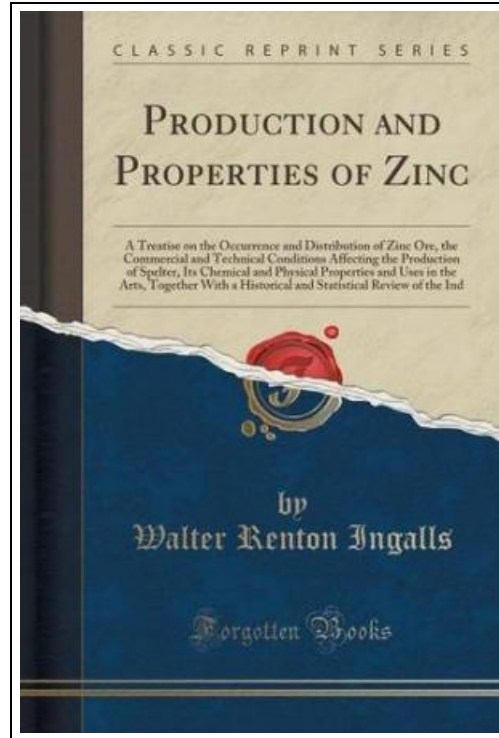 CLASSIC REPRINT SERIES
PRODUCTION AND
PROPERTIES OF ZINC
A Treatise on the Occurrence and Distribution of Zinc Ore, the
Commercial and Technical Conditions Affecting the Production
of Spelter, Its Chemical and Physical Properties and Uses in the
Arts, Together With a Historical and Statistical Review of the Ind
by
Walter Renton Ingalls
Forgotten Books